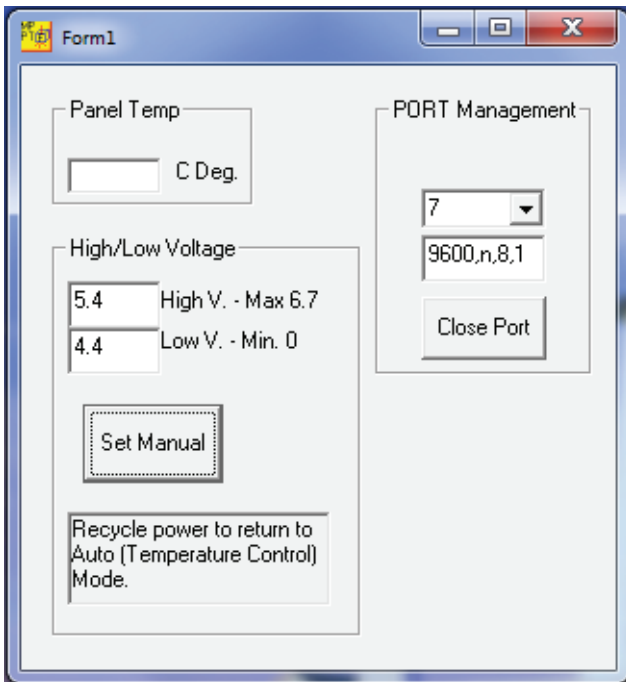 Form1
Panel Temp
C Deg.
High/Low Voltage
5.4 High V. - Max 6.7
4.4 Low V. - Min. 0
Set Manual
Recycle power to return to
Auto (Temperature Control)
Mode.
PORT Management
7
9600,n,8,1
Close Port